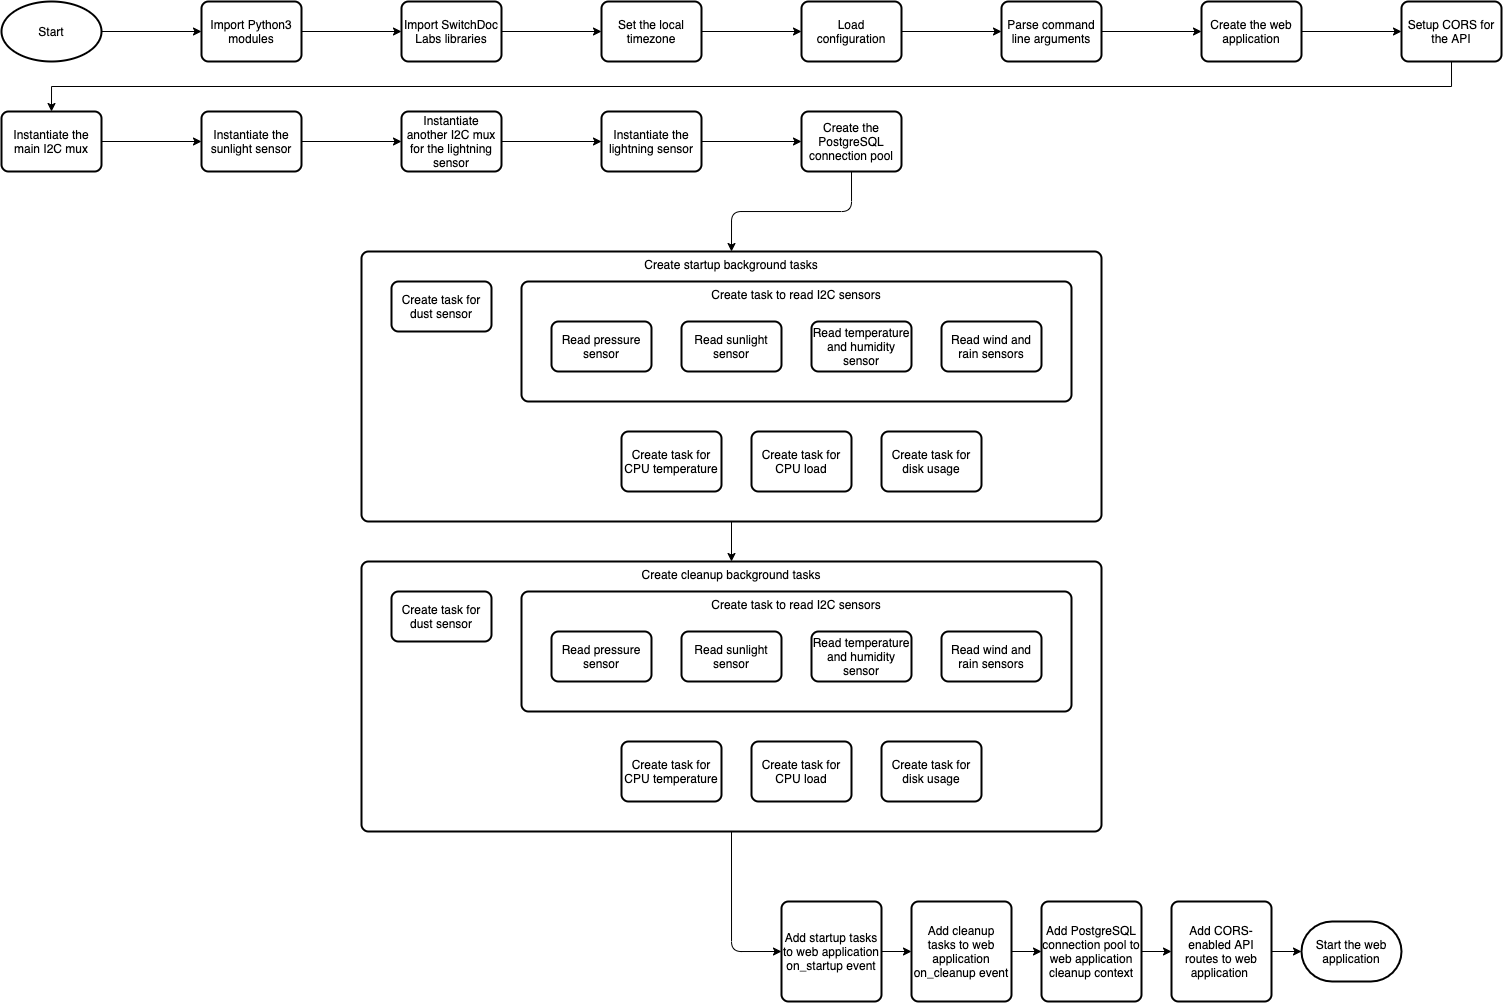 Start
Import Python3
modules
Import SwitchDoc
Labs libraries
Set the local
timezone
Load
configuration
Parse command
line arguments
Create the web
application
Setup CORS for
the API
Instantiate the
main I2C mux
Instantiate the
sunlight sensor
Instantiate
another I2C mux
for the lightning
sensor
Instantiate the
lightning sensor
Create the
PostgreSQL
connection pool
Create startup background tasks
Create task for
dust sensor
Create task to read I2C sensors
Read pressure
sensor
Read sunlight
sensor
Read temperature
and humidity
sensor
Read wind and
rain sensors
Create task for
CPU temperature
Create task for
CPU load
Create task for
disk usage
Create cleanup background tasks
Create task for
dust sensor
Create task to read I2C sensors
Read pressure
sensor
Read sunlight
sensor
Read temperature
and humidity
sensor
Read wind and
rain sensors
Create task for
CPU temperature
Create task for
CPU load
Create task for
disk usage
Add startup tasks
to web application
on_startup event
Add cleanup
tasks to web
application
on_cleanup event
Add PostgreSQL
connection pool to
web application
cleanup context
Add CORS-
enabled API
routes to web
application
Start the web
application